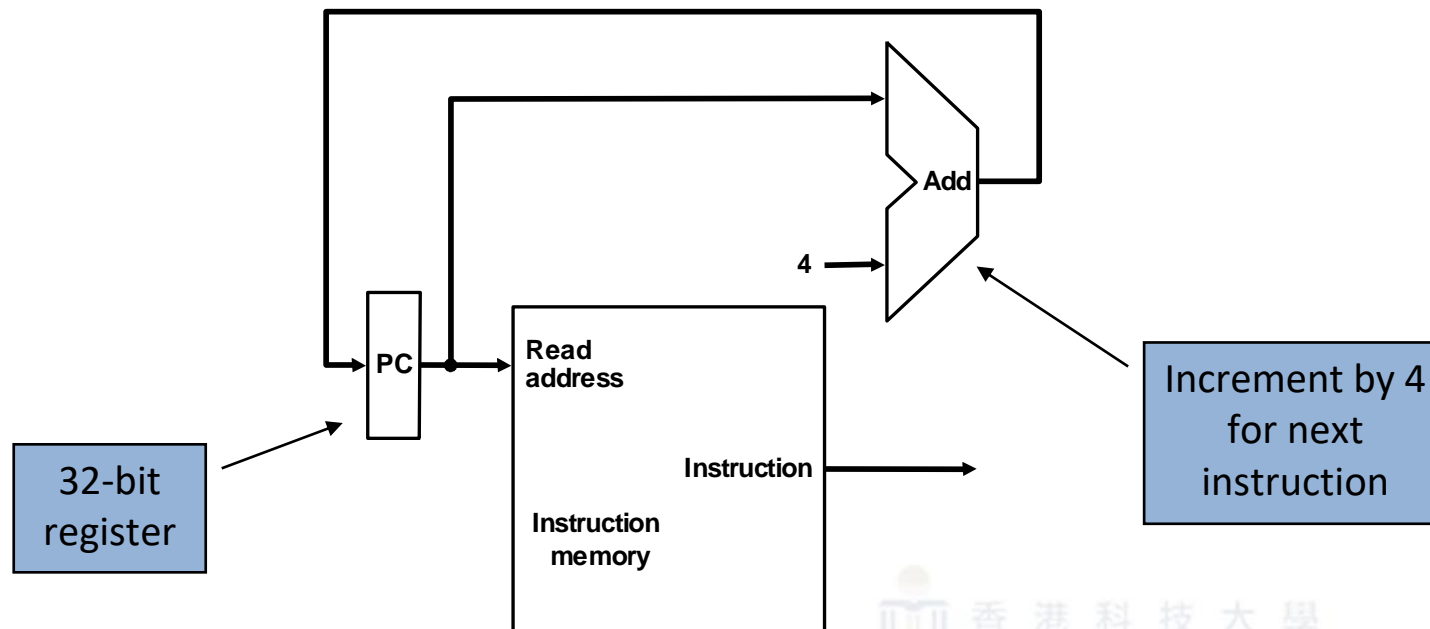 Add
4
PC
Read
address
Instruction
Instruction
memory
32-bit
register
Increment by 4
for next
instruction
香港科技大學